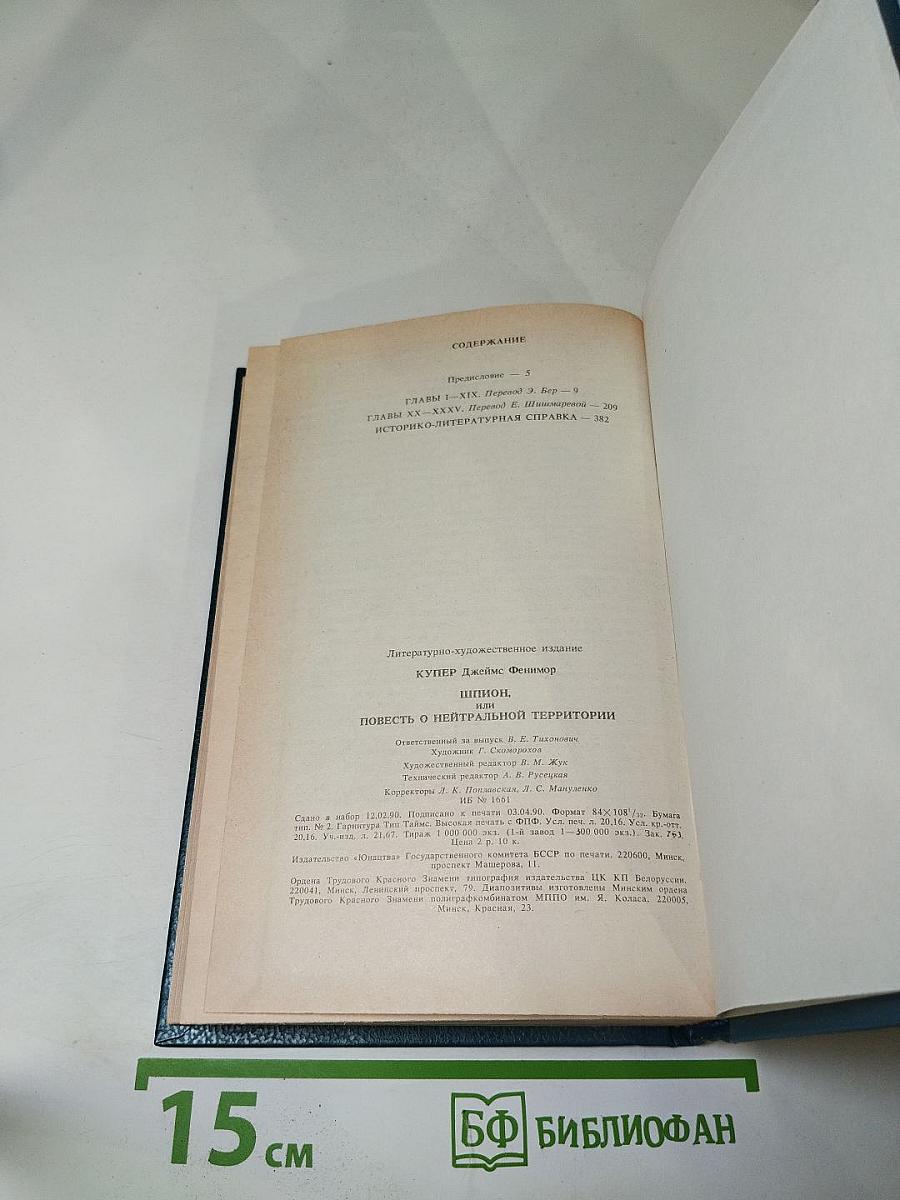 СОДЕРЖАНИЕ
Предисловие — 5
ГЛАВЫ I—XIX. Перевод Э. Бер — 9
ГЛАВЫ XX—XXXV. Перевод Е. Шишмаревой — 209
ИСТОРИКО-ЛИТЕРАТУРНАЯ СПРАВКА — 382
Литературно-художественное издание
КУПЕР Джеймс Фенимор
ШПИОН,
или
ПОВЕСТЬ О НЕЙТРАЛЬНОЙ ТЕРРИТОРИИ
Ответственный за выпуск В. Е. Тиханович
Художник Г. Скоморохов
Художественный редактор В. М. Жук
Технический редактор А. В. Русецкая
Корректоры Л. К. Поплавская, Л. С. Мануленко
ИБ № 1661
Сдано в набор 12.02.90. Подписано к печати 03.04.90. Формат 84×108¹/₃₂. Бумага
тип. № 2. Гарнитура Тип Таймс. Высокая печать с ФПФ. Усл. печ. л. 20,16. Усл. кр.-отт.
20,16. Уч.-изд. л. 21,67. Тираж 1 000 000 экз. (1-й завод 1—300 000 экз.). Зак. 763.
Цена 2 р. 10 к.
Издательство «Юнацтва» Государственного комитета БССР по печати. 220600, Минск,
проспект Машерова, 11.
Ордена Трудового Красного Знамени типография издательства ЦК КП Белоруссии.
220041, Минск, Ленинский проспект, 79. Диапозитивы изготовлены Минским ордена
Трудового Красного Знамени полиграфкомбинатом МППО им. Я. Коласа. 220005,
Минск, Красная, 23.
15 см
БФ БИБЛИОФАН